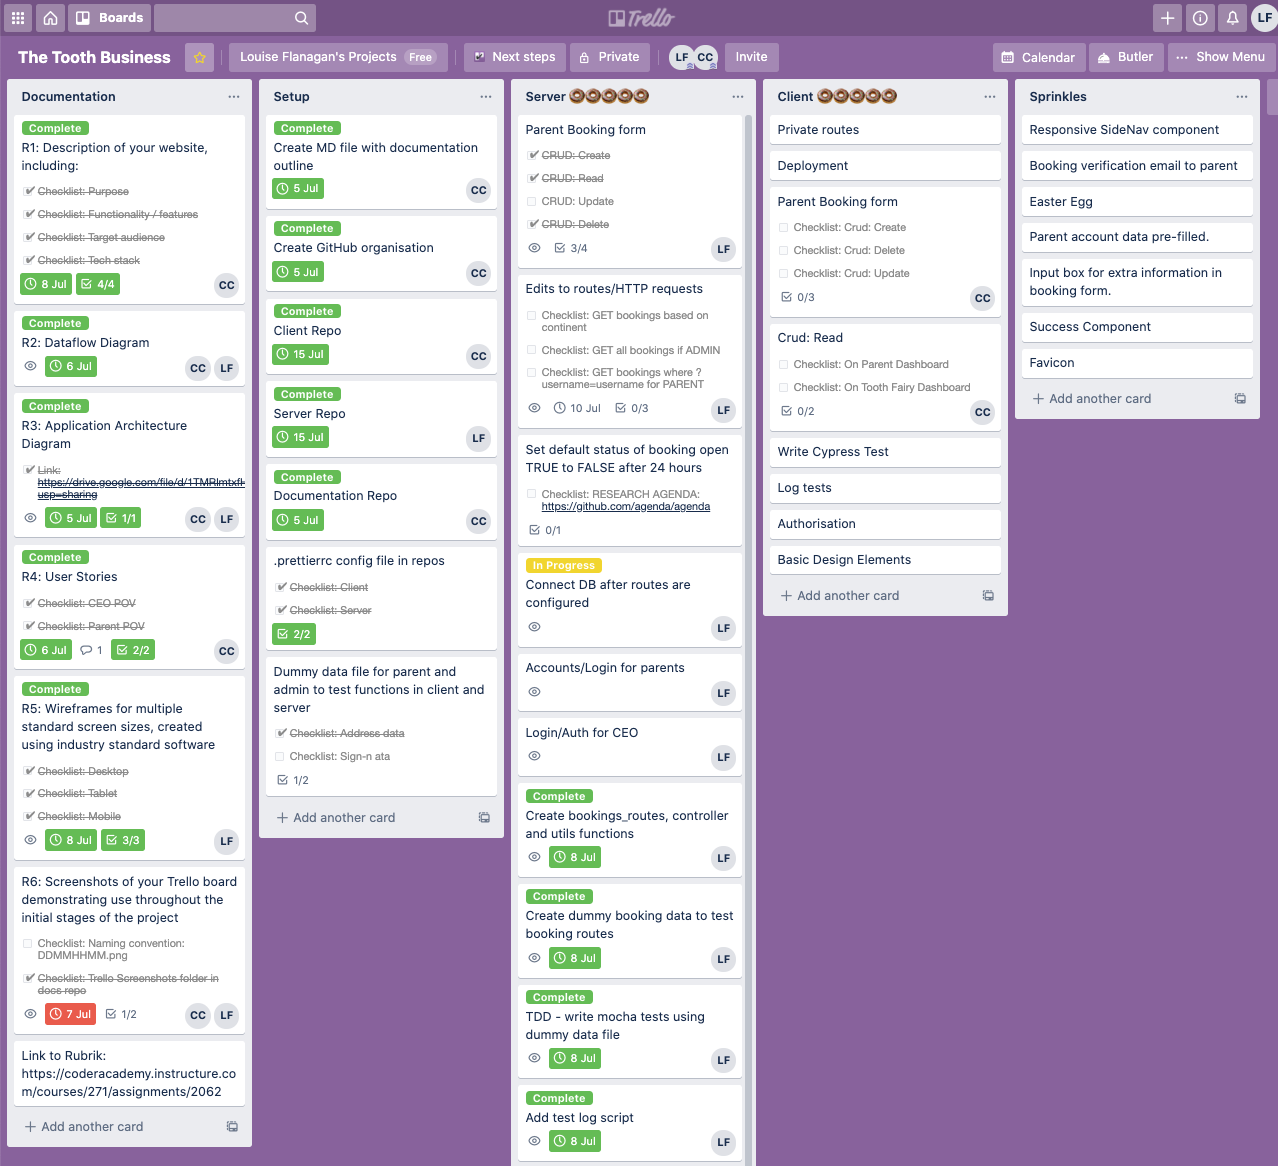 Boards
Trello
LF
The Tooth Business
Louise Flanagan's Projects Free
Next steps
Private
LF CC
Invite
Calendar
Butler
Show Menu
Documentation
Complete
R1: Description of your website,
including:
Checklist: Purpose
Checklist: Functionality / features
Checklist: Target audience
Checklist: Tech stack
8 Jul 4/4 CC
Complete
R2: Dataflow Diagram
6 Jul CC LF
Complete
R3: Application Architecture
Diagram
Link:
https://drive.google.com/file/d/
usp=sharing
5 Jul 1/1 CC LF
Complete
R4: User Stories
Checklist: CEO POV
Checklist: Parent POV
6 Jul 1 2/2 CC
Complete
R5: Wireframes for multiple
standard screen sizes, created
using industry standard software
Checklist: Desktop
Checklist: Tablet
Checklist: Mobile
8 Jul 3/3 LF
R6: Screenshots of your Trello board
demonstrating use throughout the
initial stages of the project
Checklist: Naming convention:
DDMMHHMM.png
Checklist: Trello Screenshots folder in
docs repo
7 Jul 1/2 CC LF
Link to Rubrik:
https://coderacademy.instructure.co
m/courses/271/assignments/2062
Add another card
Setup
Complete
Create MD file with documentation
outline
5 Jul CC
Complete
Create GitHub organisation
5 Jul CC
Complete
Client Repo
15 Jul CC
Complete
Server Repo
15 Jul LF
Complete
Documentation Repo
5 Jul CC
.prettierrc config file in repos
Checklist: Client
Checklist: Server
2/2
Dummy data file for parent and
admin to test functions in client and
server
Checklist: Address data
Checklist: Sign-n ata
1/2
Add another card
Server
Parent Booking form
CRUD: Create
CRUD: Read
CRUD: Update
CRUD: Delete
3/4 LF
Edits to routes/HTTP requests
Checklist: GET bookings based on
continent
Checklist: GET all bookings if ADMIN
Checklist: GET bookings where ?
username=username for PARENT
10 Jul 0/3 LF
Set default status of booking open
TRUE to FALSE after 24 hours
Checklist: RESEARCH AGENDA:
https://github.com/agenda/agenda
0/1
In Progress
Connect DB after routes are
configured
LF
Accounts/Login for parents
LF
Login/Auth for CEO
LF
Complete
Create bookings_routes, controller
and utils functions
8 Jul LF
Complete
Create dummy booking data to test
booking routes
8 Jul LF
Complete
TDD - write mocha tests using
dummy data file
8 Jul LF
Complete
Add test log script
8 Jul LF
Client
Private routes
Deployment
Parent Booking form
Checklist: Crud: Create
Checklist: Crud: Delete
Checklist: Crud: Update
0/3 CC
Crud: Read
Checklist: On Parent Dashboard
Checklist: On Tooth Fairy Dashboard
0/2 CC
Write Cypress Test
Log tests
Authorisation
Basic Design Elements
Add another card
Sprinkles
Responsive SideNav component
Booking verification email to parent
Easter Egg
Parent account data pre-filled.
Input box for extra information in
booking form.
Success Component
Favicon
Add another card